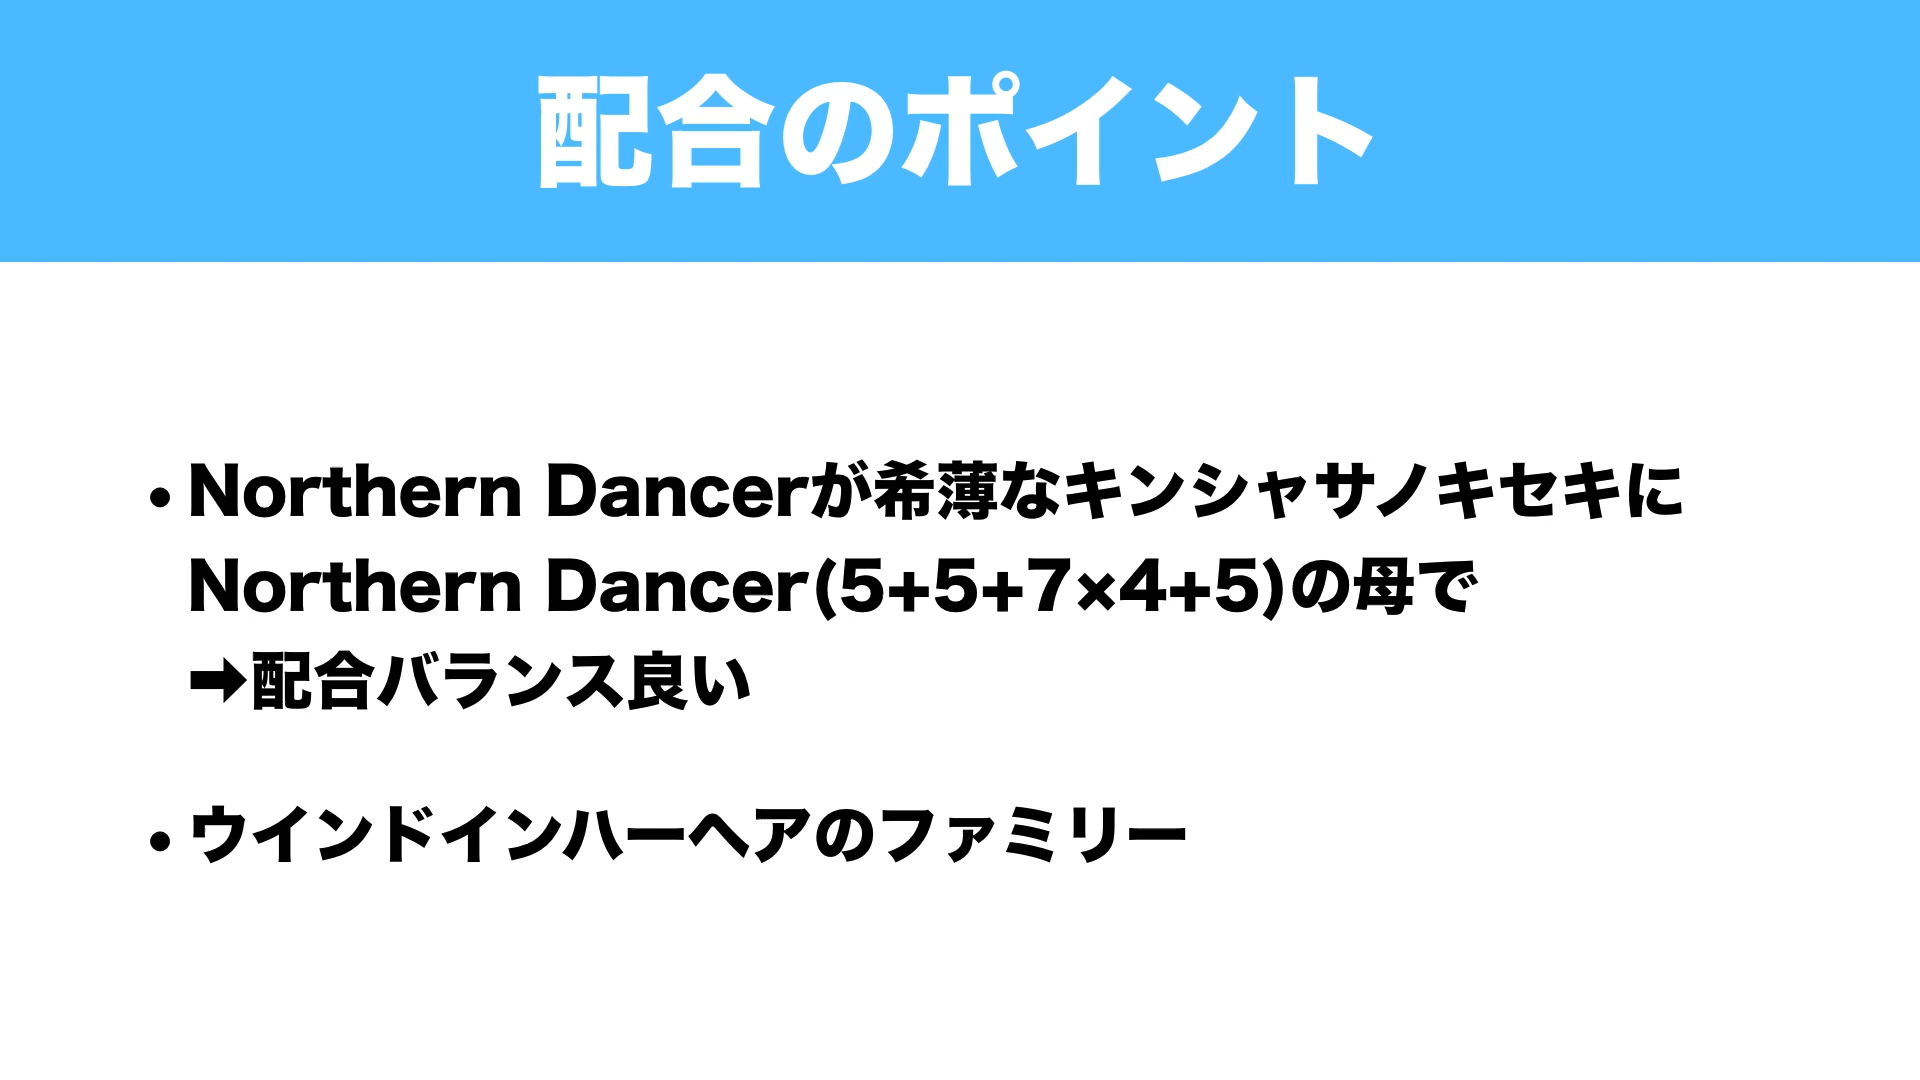 配合のポイント
•Northern Dancerが希薄なキンシャサノキセキに
Northern Dancer(5+5+7×4+5)の母で
➡配合バランス良い
•ウインドインハーヘアのファミリー